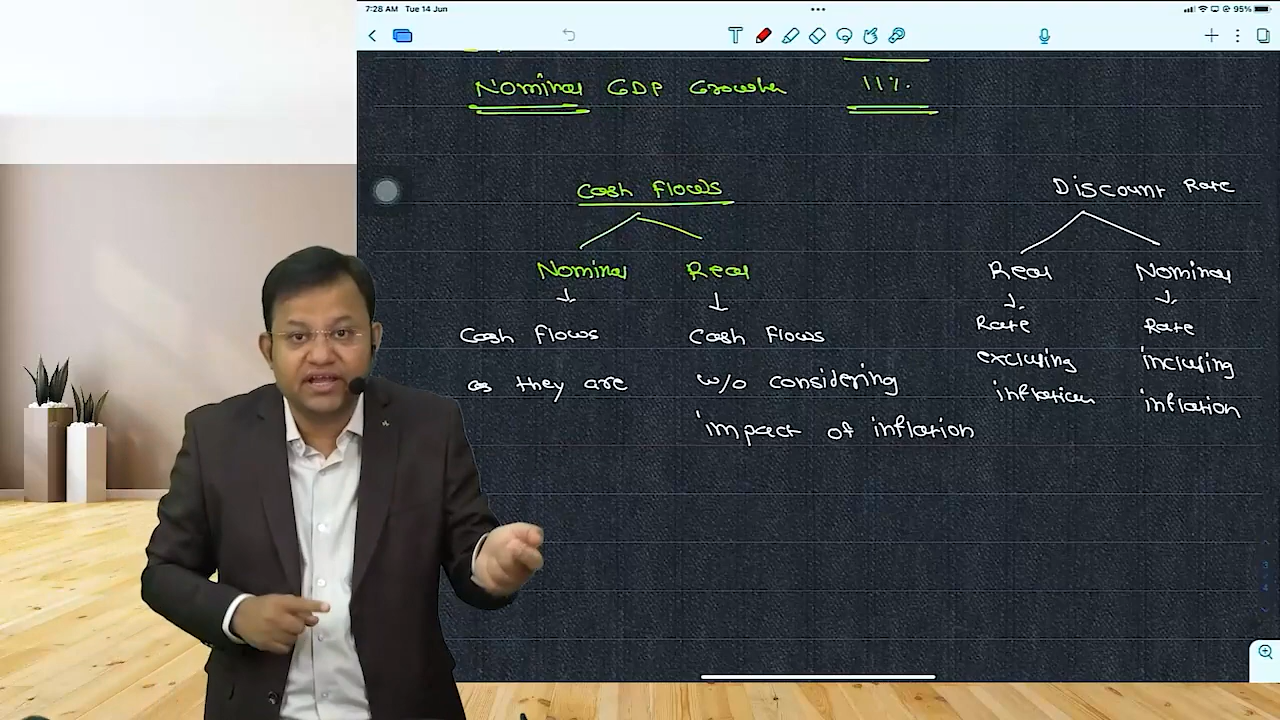 7:28 AM Tue 14 Jun
95%
Nominal GDP Growth 11%
Cash Flows
Discount Rate
Nominal Real
Real Nominal
Cash Flows
as they are
Cash Flows
w/o considering
impact of inflation
Rate
excluding
inflation
Rate
including
inflation